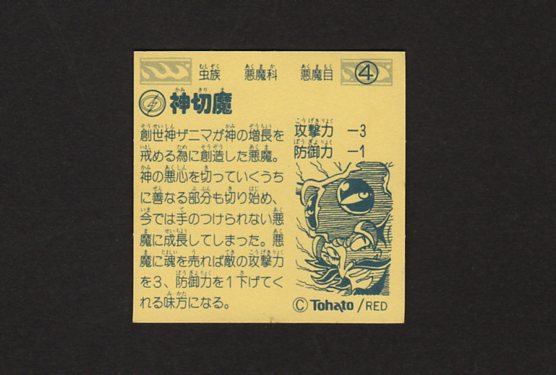 虫族 悪魔科 悪魔目 ④
神切魔
創世神ザニマが神の増長を
戒める為に創造した悪魔。
神の悪心を切っていくうち
に善なる部分も切り始め、
今では手のつけられない悪
魔に成長してしまった。悪
魔に魂を売れば敵の攻撃力
を3、防御力を1下げてく
れる味方になる。
攻撃力 −3
防御力 −1
© Tohato/RED